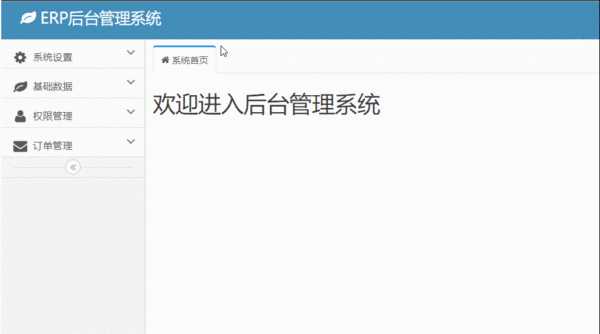 ERP后台管理系统
系统设置
基础数据
权限管理
订单管理
系统首页
欢迎进入后台管理系统